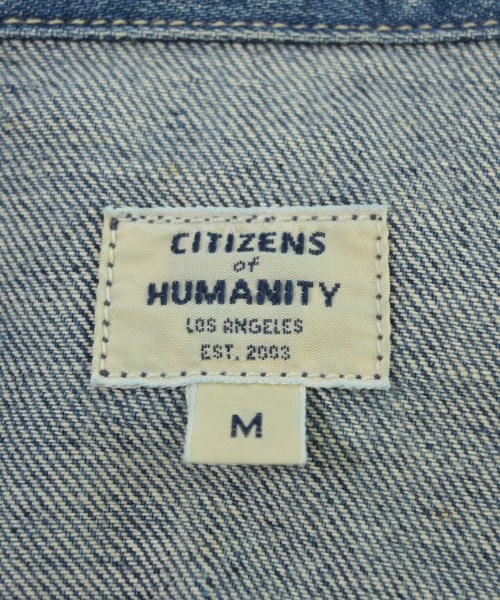 CITIZENS
of
HUMANITY
LOS ANGELES
EST. 2003
M